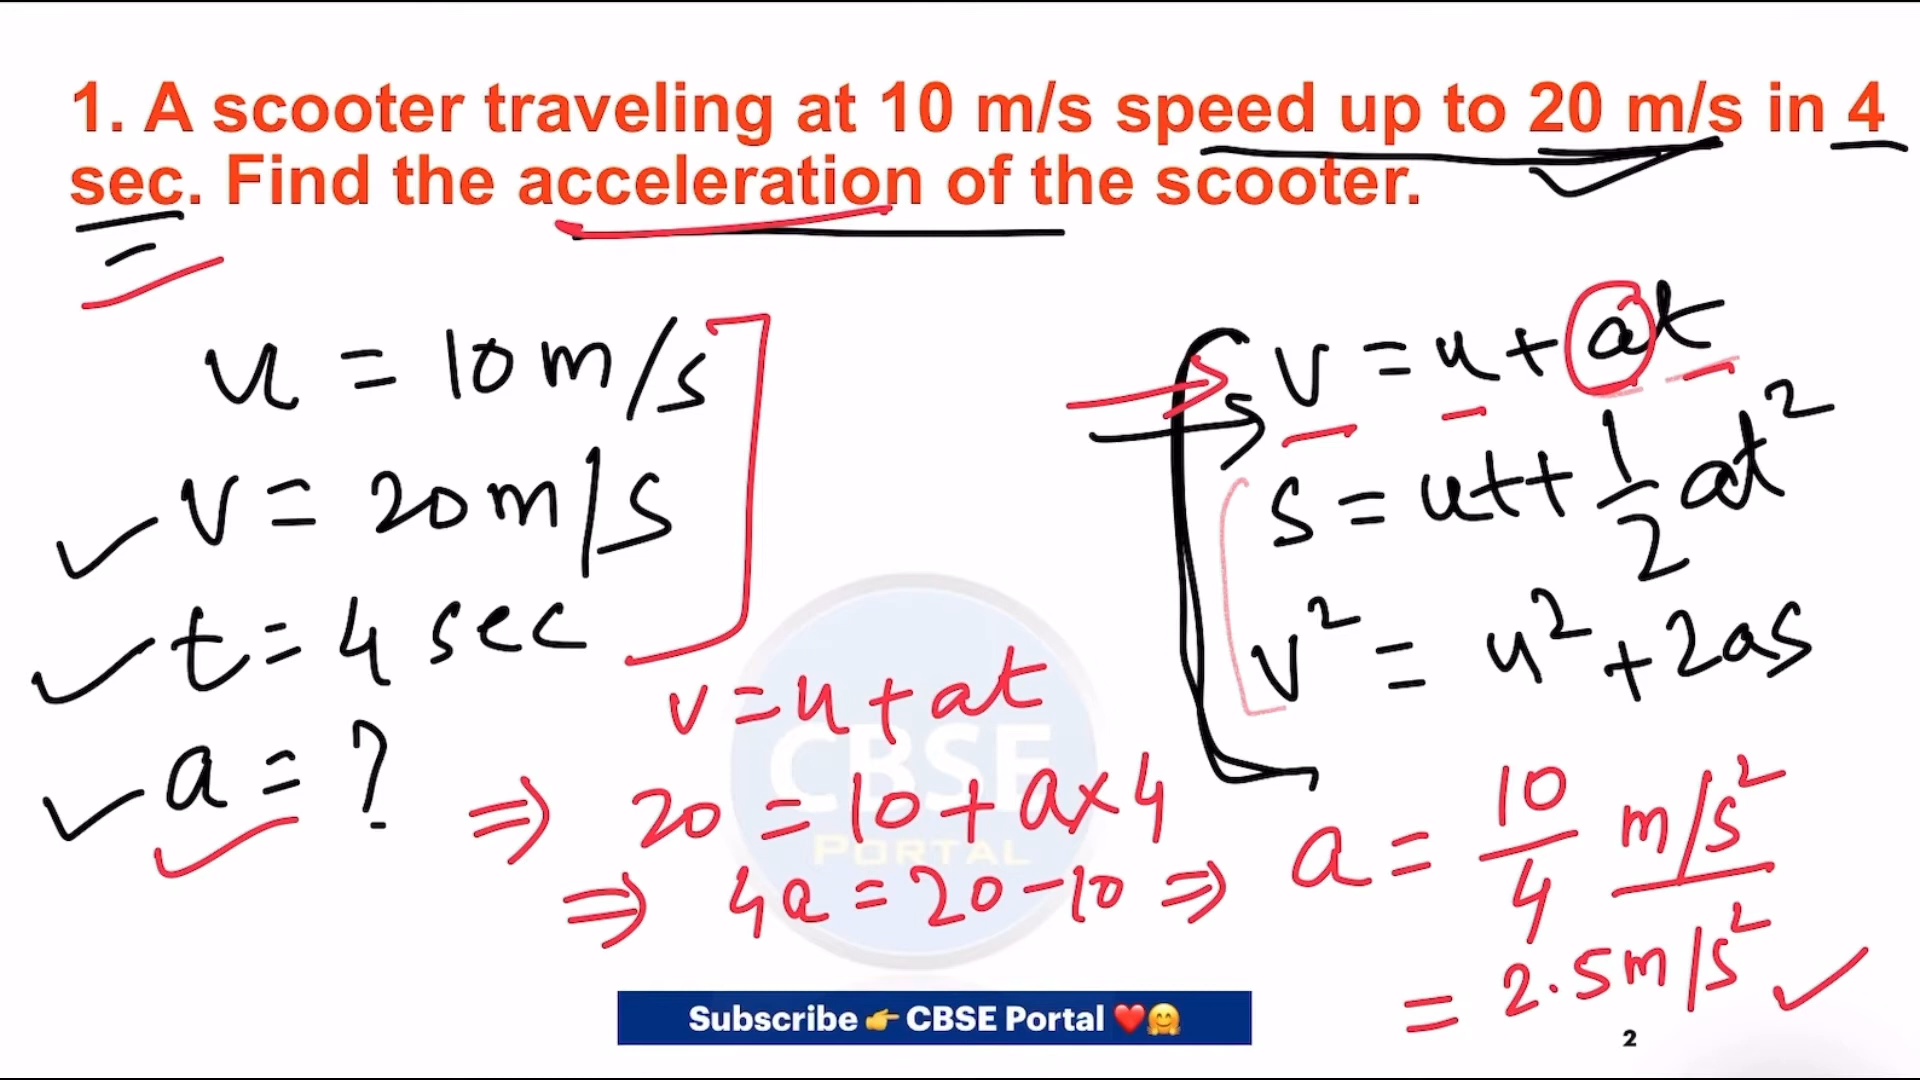 1. A scooter traveling at 10 m/s speed up to 20 m/s in 4
sec. Find the acceleration of the scooter.
u = 10 m/s
v = 20 m/s
t = 4 sec
a = ?
v = u + at
s = ut + 1/2 at²
v² = u² + 2as
v = u + at
⇒ 20 = 10 + a × 4
⇒ 4a = 20 - 10 ⇒ a = 10/4 m/s²
= 2.5 m/s²
CBSE
PORTAL
Subscribe 👉 CBSE Portal ❤️🤗
2